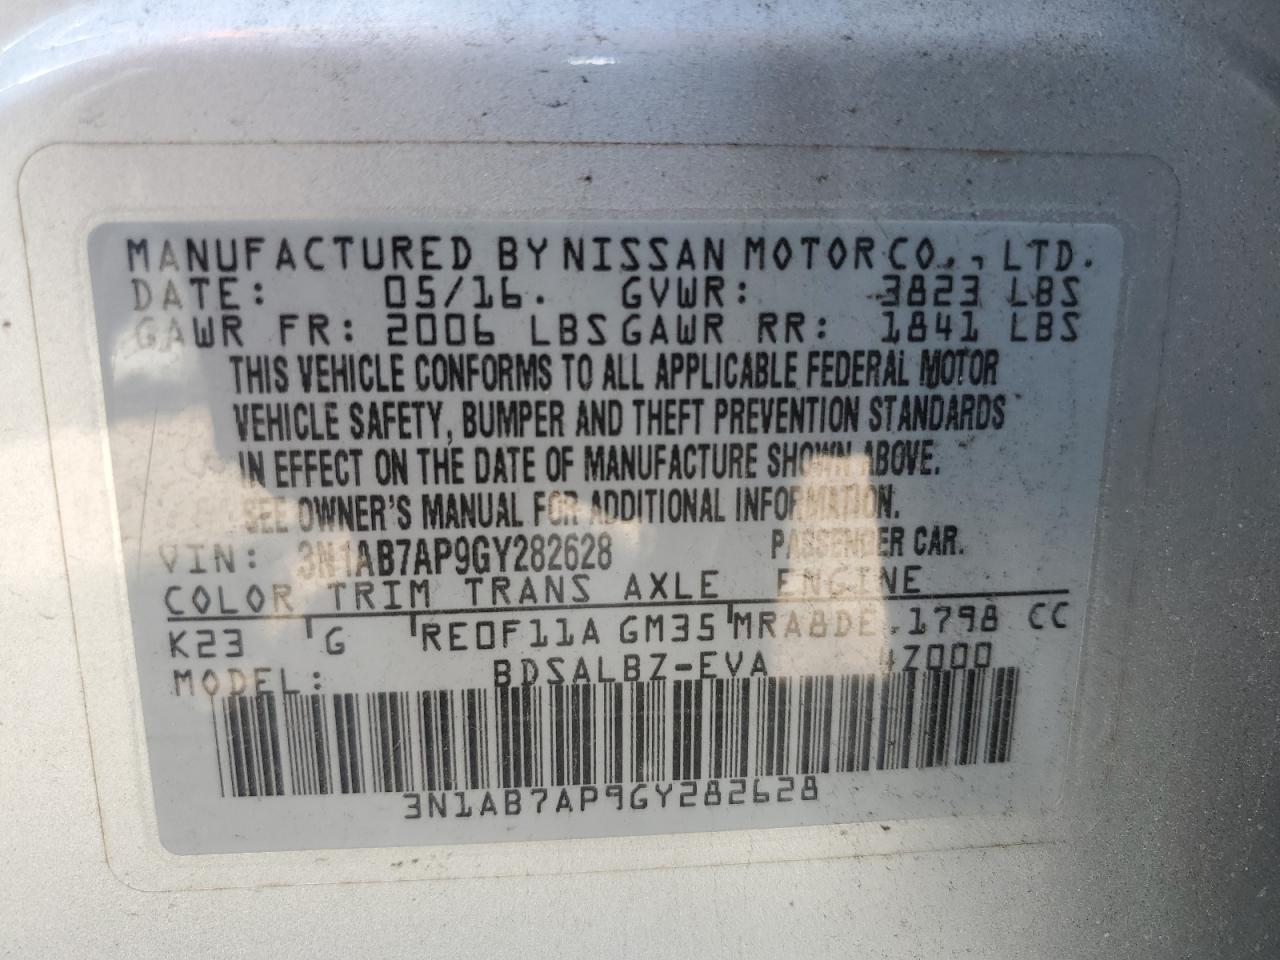 MANUFACTURED BY NISSAN MOTOR CO., LTD.
DATE: 05/16. GVWR: 3823 LBS
GAWR FR: 2006 LBS GAWR RR: 1841 LBS
THIS VEHICLE CONFORMS TO ALL APPLICABLE FEDERAL MOTOR
VEHICLE SAFETY, BUMPER AND THEFT PREVENTION STANDARDS
IN EFFECT ON THE DATE OF MANUFACTURE SHOWN ABOVE.
SEE OWNER'S MANUAL FOR ADDITIONAL INFORMATION.
VIN: 3N1AB7AP9GY282628 PASSENGER CAR.
COLOR TRIM TRANS AXLE ENGINE
K23 G RE0F11A GM35 MRA8DE 1798 CC
MODEL: BDSALBZ-EVA 4Z000
3N1AB7AP9GY282628